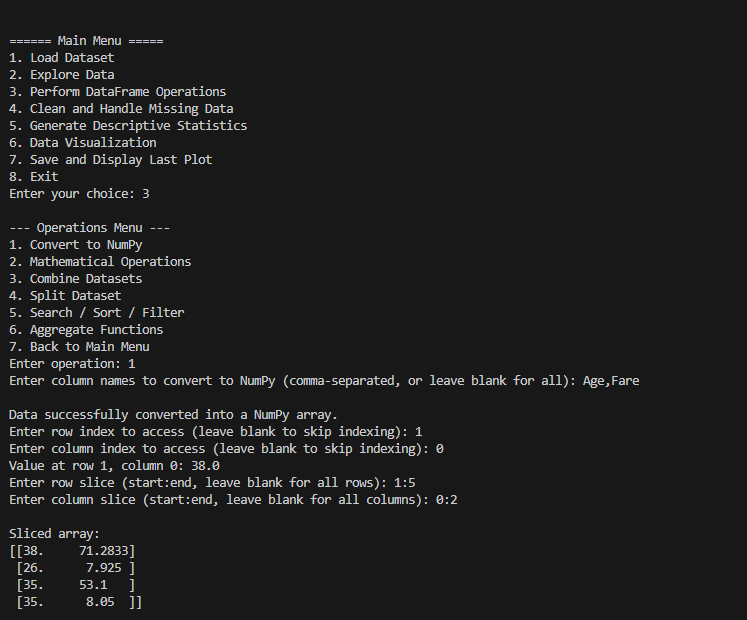 ====== Main Menu =====
1. Load Dataset
2. Explore Data
3. Perform DataFrame Operations
4. Clean and Handle Missing Data
5. Generate Descriptive Statistics
6. Data Visualization
7. Save and Display Last Plot
8. Exit
Enter your choice: 3

--- Operations Menu ---
1. Convert to NumPy
2. Mathematical Operations
3. Combine Datasets
4. Split Dataset
5. Search / Sort / Filter
6. Aggregate Functions
7. Back to Main Menu
Enter operation: 1
Enter column names to convert to NumPy (comma-separated, or leave blank for all): Age,Fare

Data successfully converted into a NumPy array.
Enter row index to access (leave blank to skip indexing): 1
Enter column index to access (leave blank to skip indexing): 0
Value at row 1, column 0: 38.0
Enter row slice (start:end, leave blank for all rows): 1:5
Enter column slice (start:end, leave blank for all columns): 0:2

Sliced array:
[[38.     71.2833]
 [26.      7.925 ]
 [35.     53.1   ]
 [35.      8.05  ]]